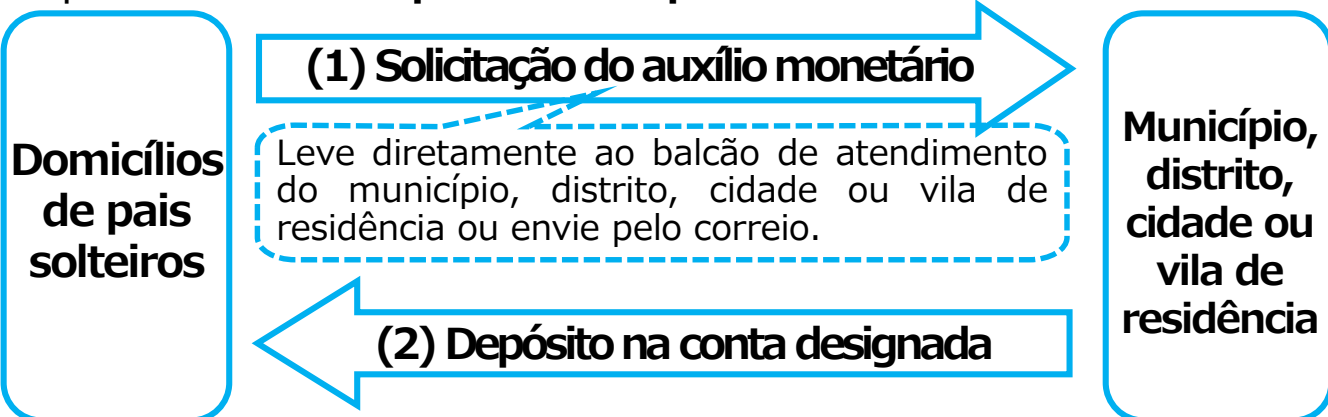 (1) Solicitação do auxílio monetário
Domicílios
de pais
solteiros
Leve diretamente ao balcão de atendimento
do município, distrito, cidade ou vila de
residência ou envie pelo correio.
Município,
distrito,
cidade ou
vila de
residência
(2) Depósito na conta designada